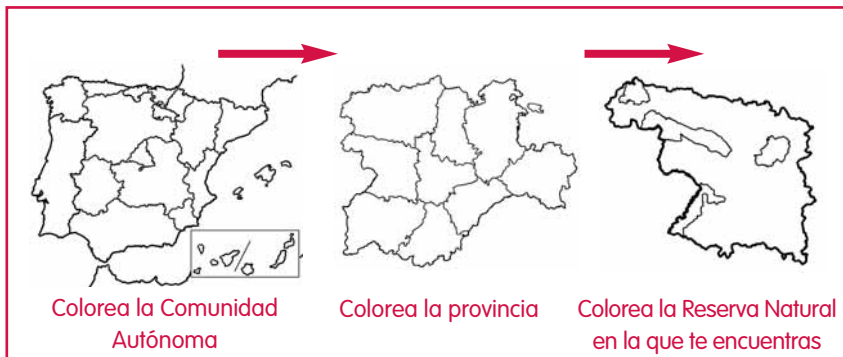 Colorea la Comunidad
Autónoma
Colorea la provincia
Colorea la Reserva Natural
en la que te encuentras